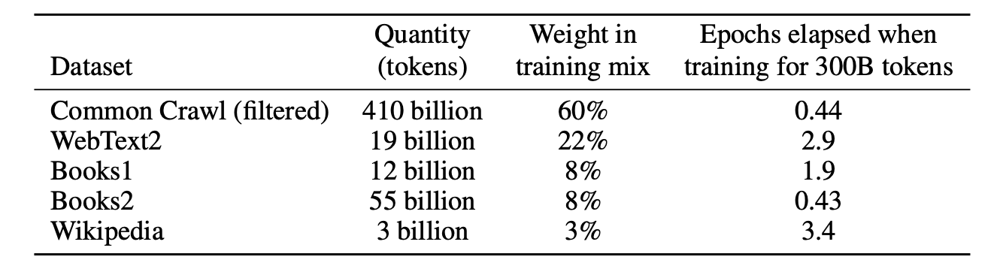 Dataset Quantity (tokens) Weight in training mix Epochs elapsed when training for 300B tokens
Common Crawl (filtered) 410 billion 60% 0.44
WebText2 19 billion 22% 2.9
Books1 12 billion 8% 1.9
Books2 55 billion 8% 0.43
Wikipedia 3 billion 3% 3.4